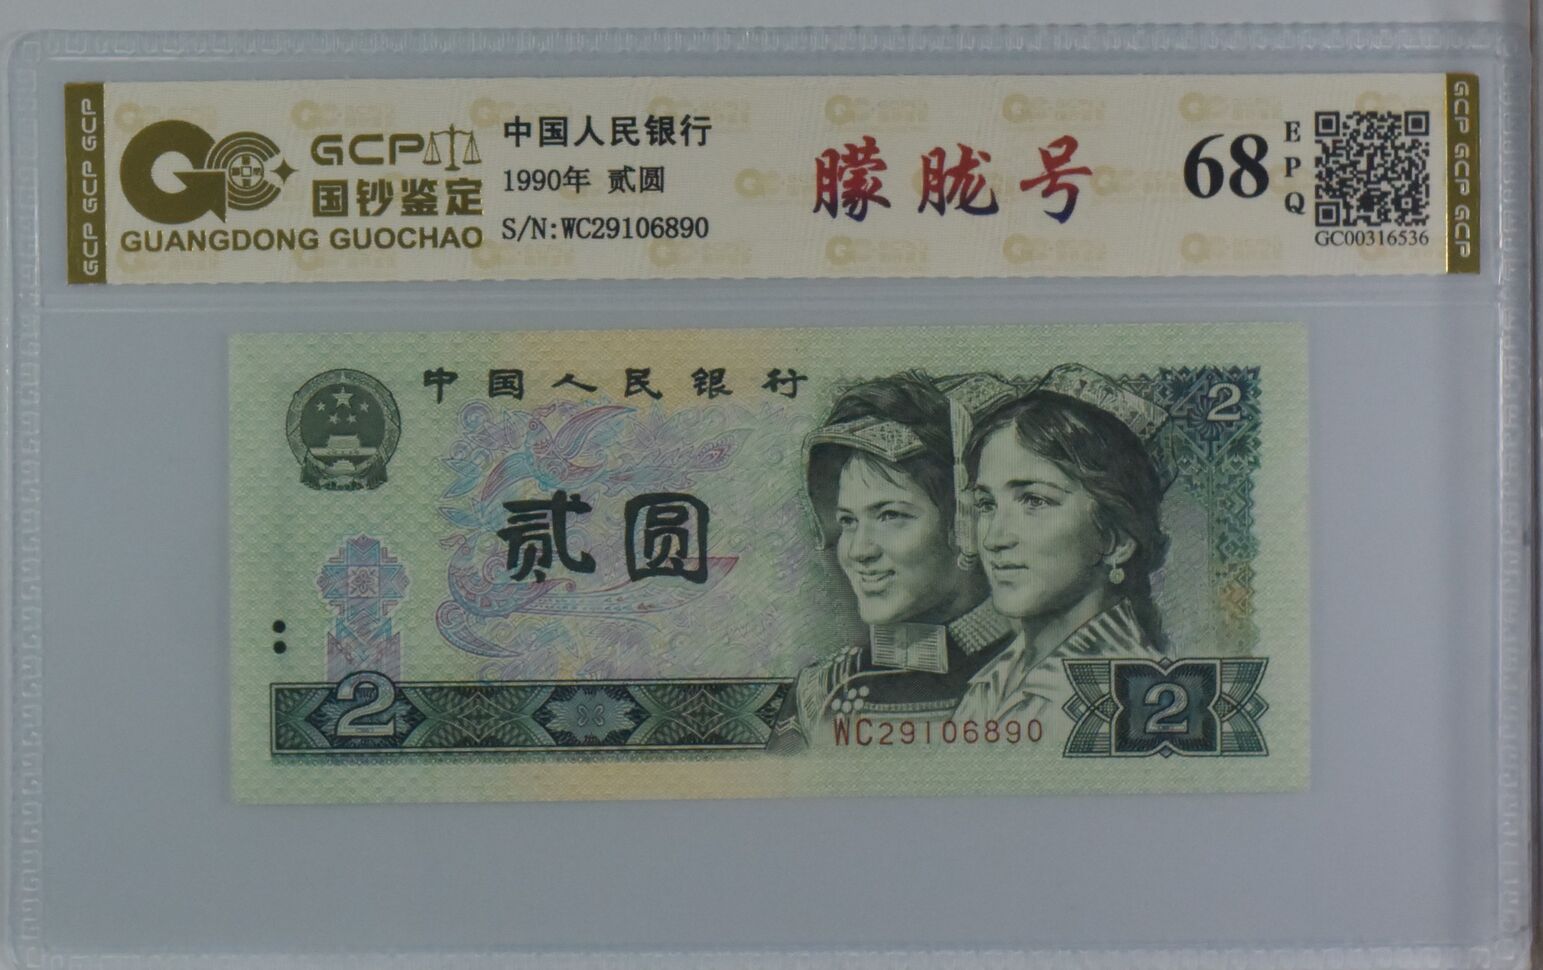 GCP GCP GCP
GCP
国钞鉴定
GUANGDONG GUOCHAO
中国人民银行
1990年 贰圆
S/N:WC29106890
朦胧号
68
EPQ
GC00316536
GCP GCP GCP
中国人民银行
2
贰圆
2
WC29106890
2